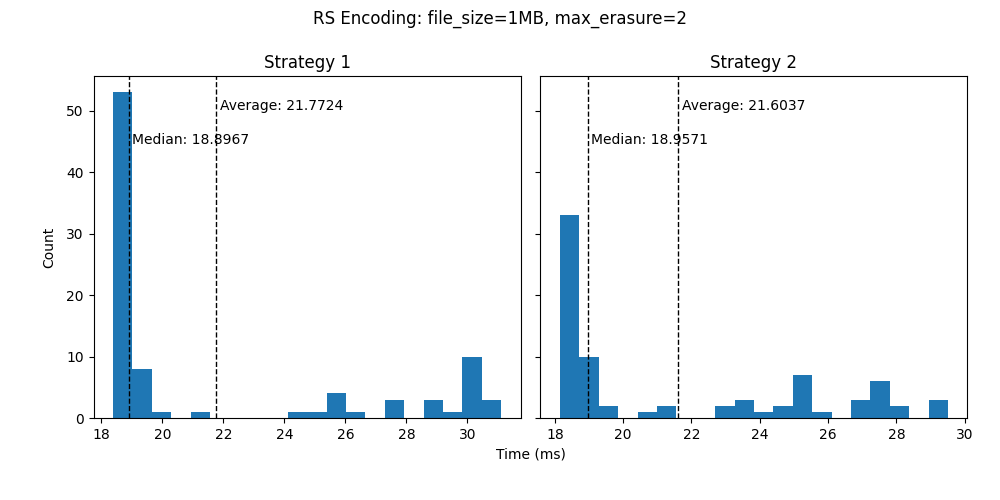 RS Encoding: file_size=1MB, max_erasure=2
Strategy 1
Strategy 2
Average: 21.7724
Median: 18.8967
Average: 21.6037
Median: 18.9571
Count
50
40
30
20
10
0
18 20 22 24 26 28 30
18 20 22 24 26 28 30
Time (ms)